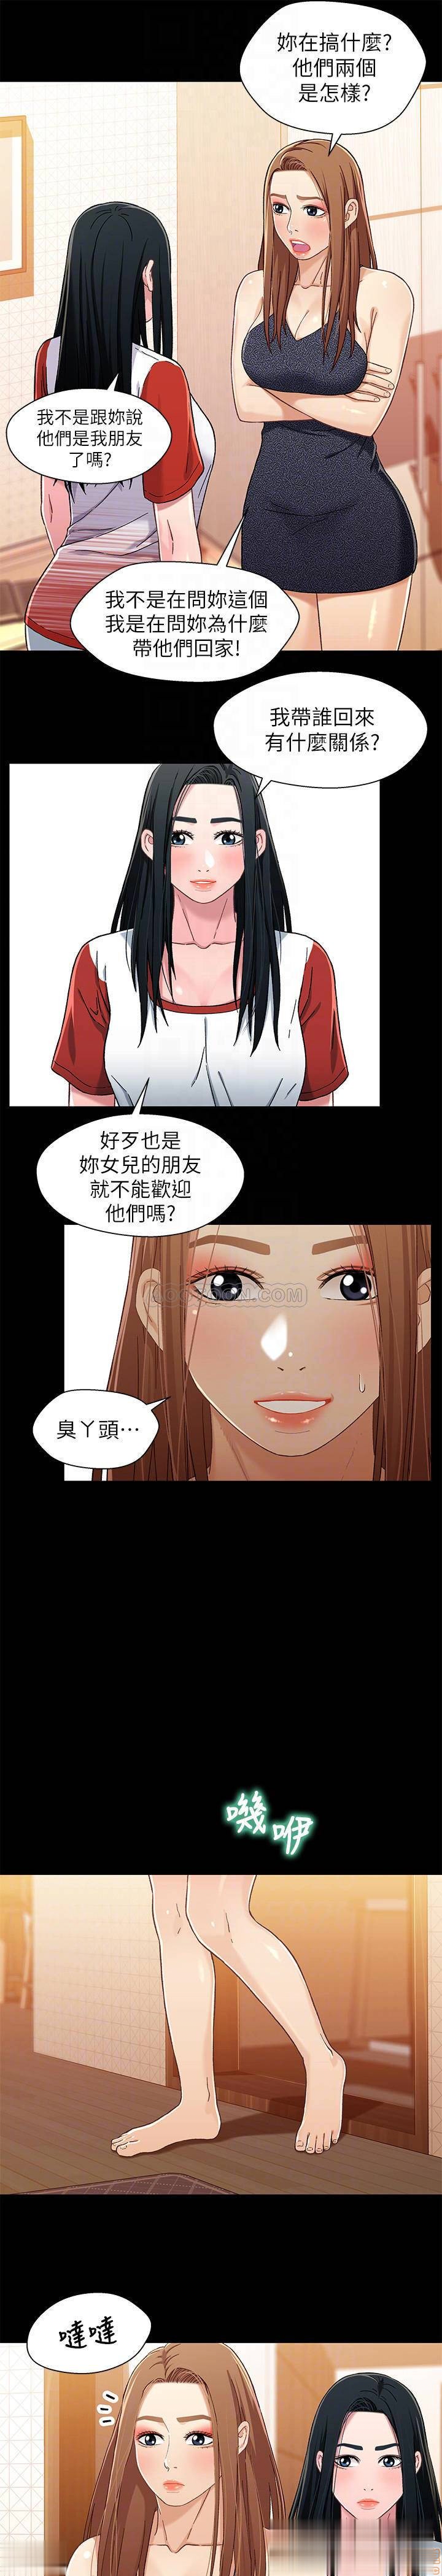 妳在搞什麼?
他們兩個
是怎樣?
我不是跟妳說
他們是我朋友
了嗎?
我不是在問妳這個
我是在問妳為什麼
帶他們回家!
我帶誰回來
有什麼關係?
好歹也是
妳女兒的朋友
就不能歡迎
他們嗎?
臭丫頭⋯
嘰咿
噠噠